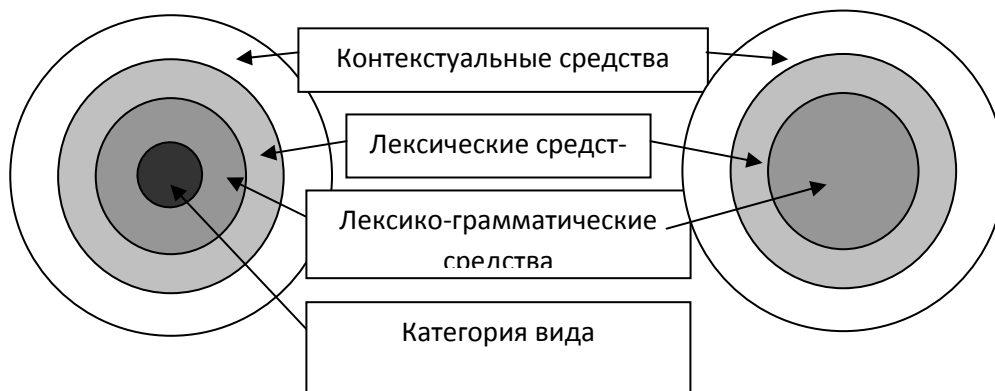 Контекстуальные средства
Лексические средст-
Лексико-грамматические
средства
Категория вида